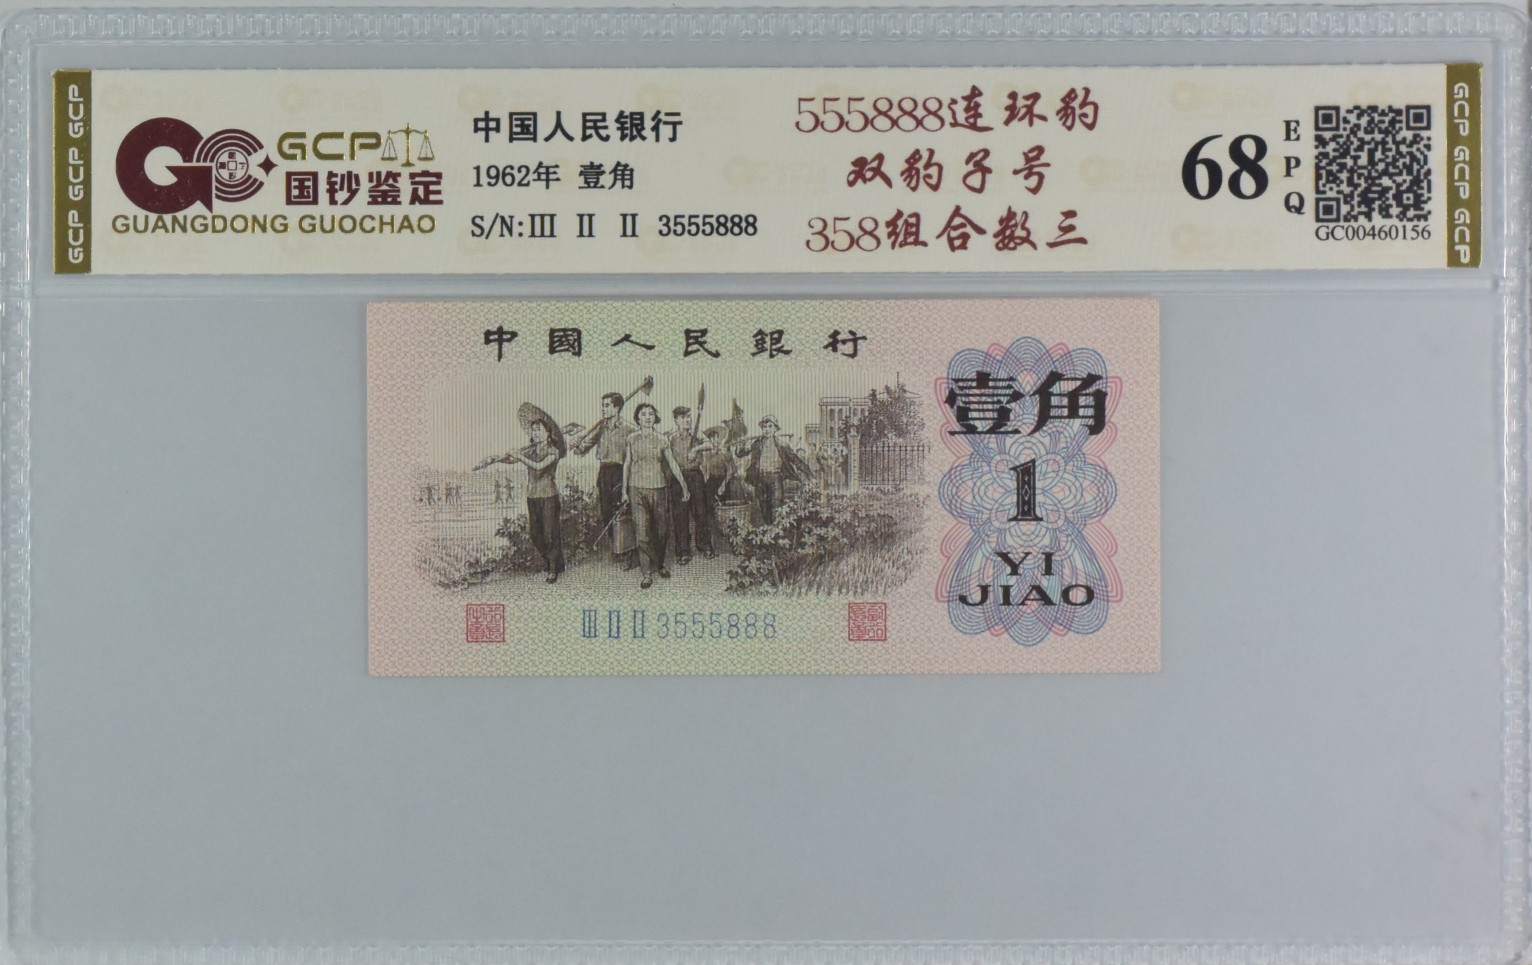 GCP GCP GCP
GCP
国钞鉴定
GUANGDONG GUOCHAO
中国人民银行
1962年 壹角
S/N:Ⅲ Ⅱ Ⅱ 3555888
555888连环豹
双豹子号
358组合数三
68
EPQ
GC00460156
GCP GCP GCP
中國人民銀行
壹角
1
YI
JIAO
Ⅲ Ⅱ Ⅱ 3555888